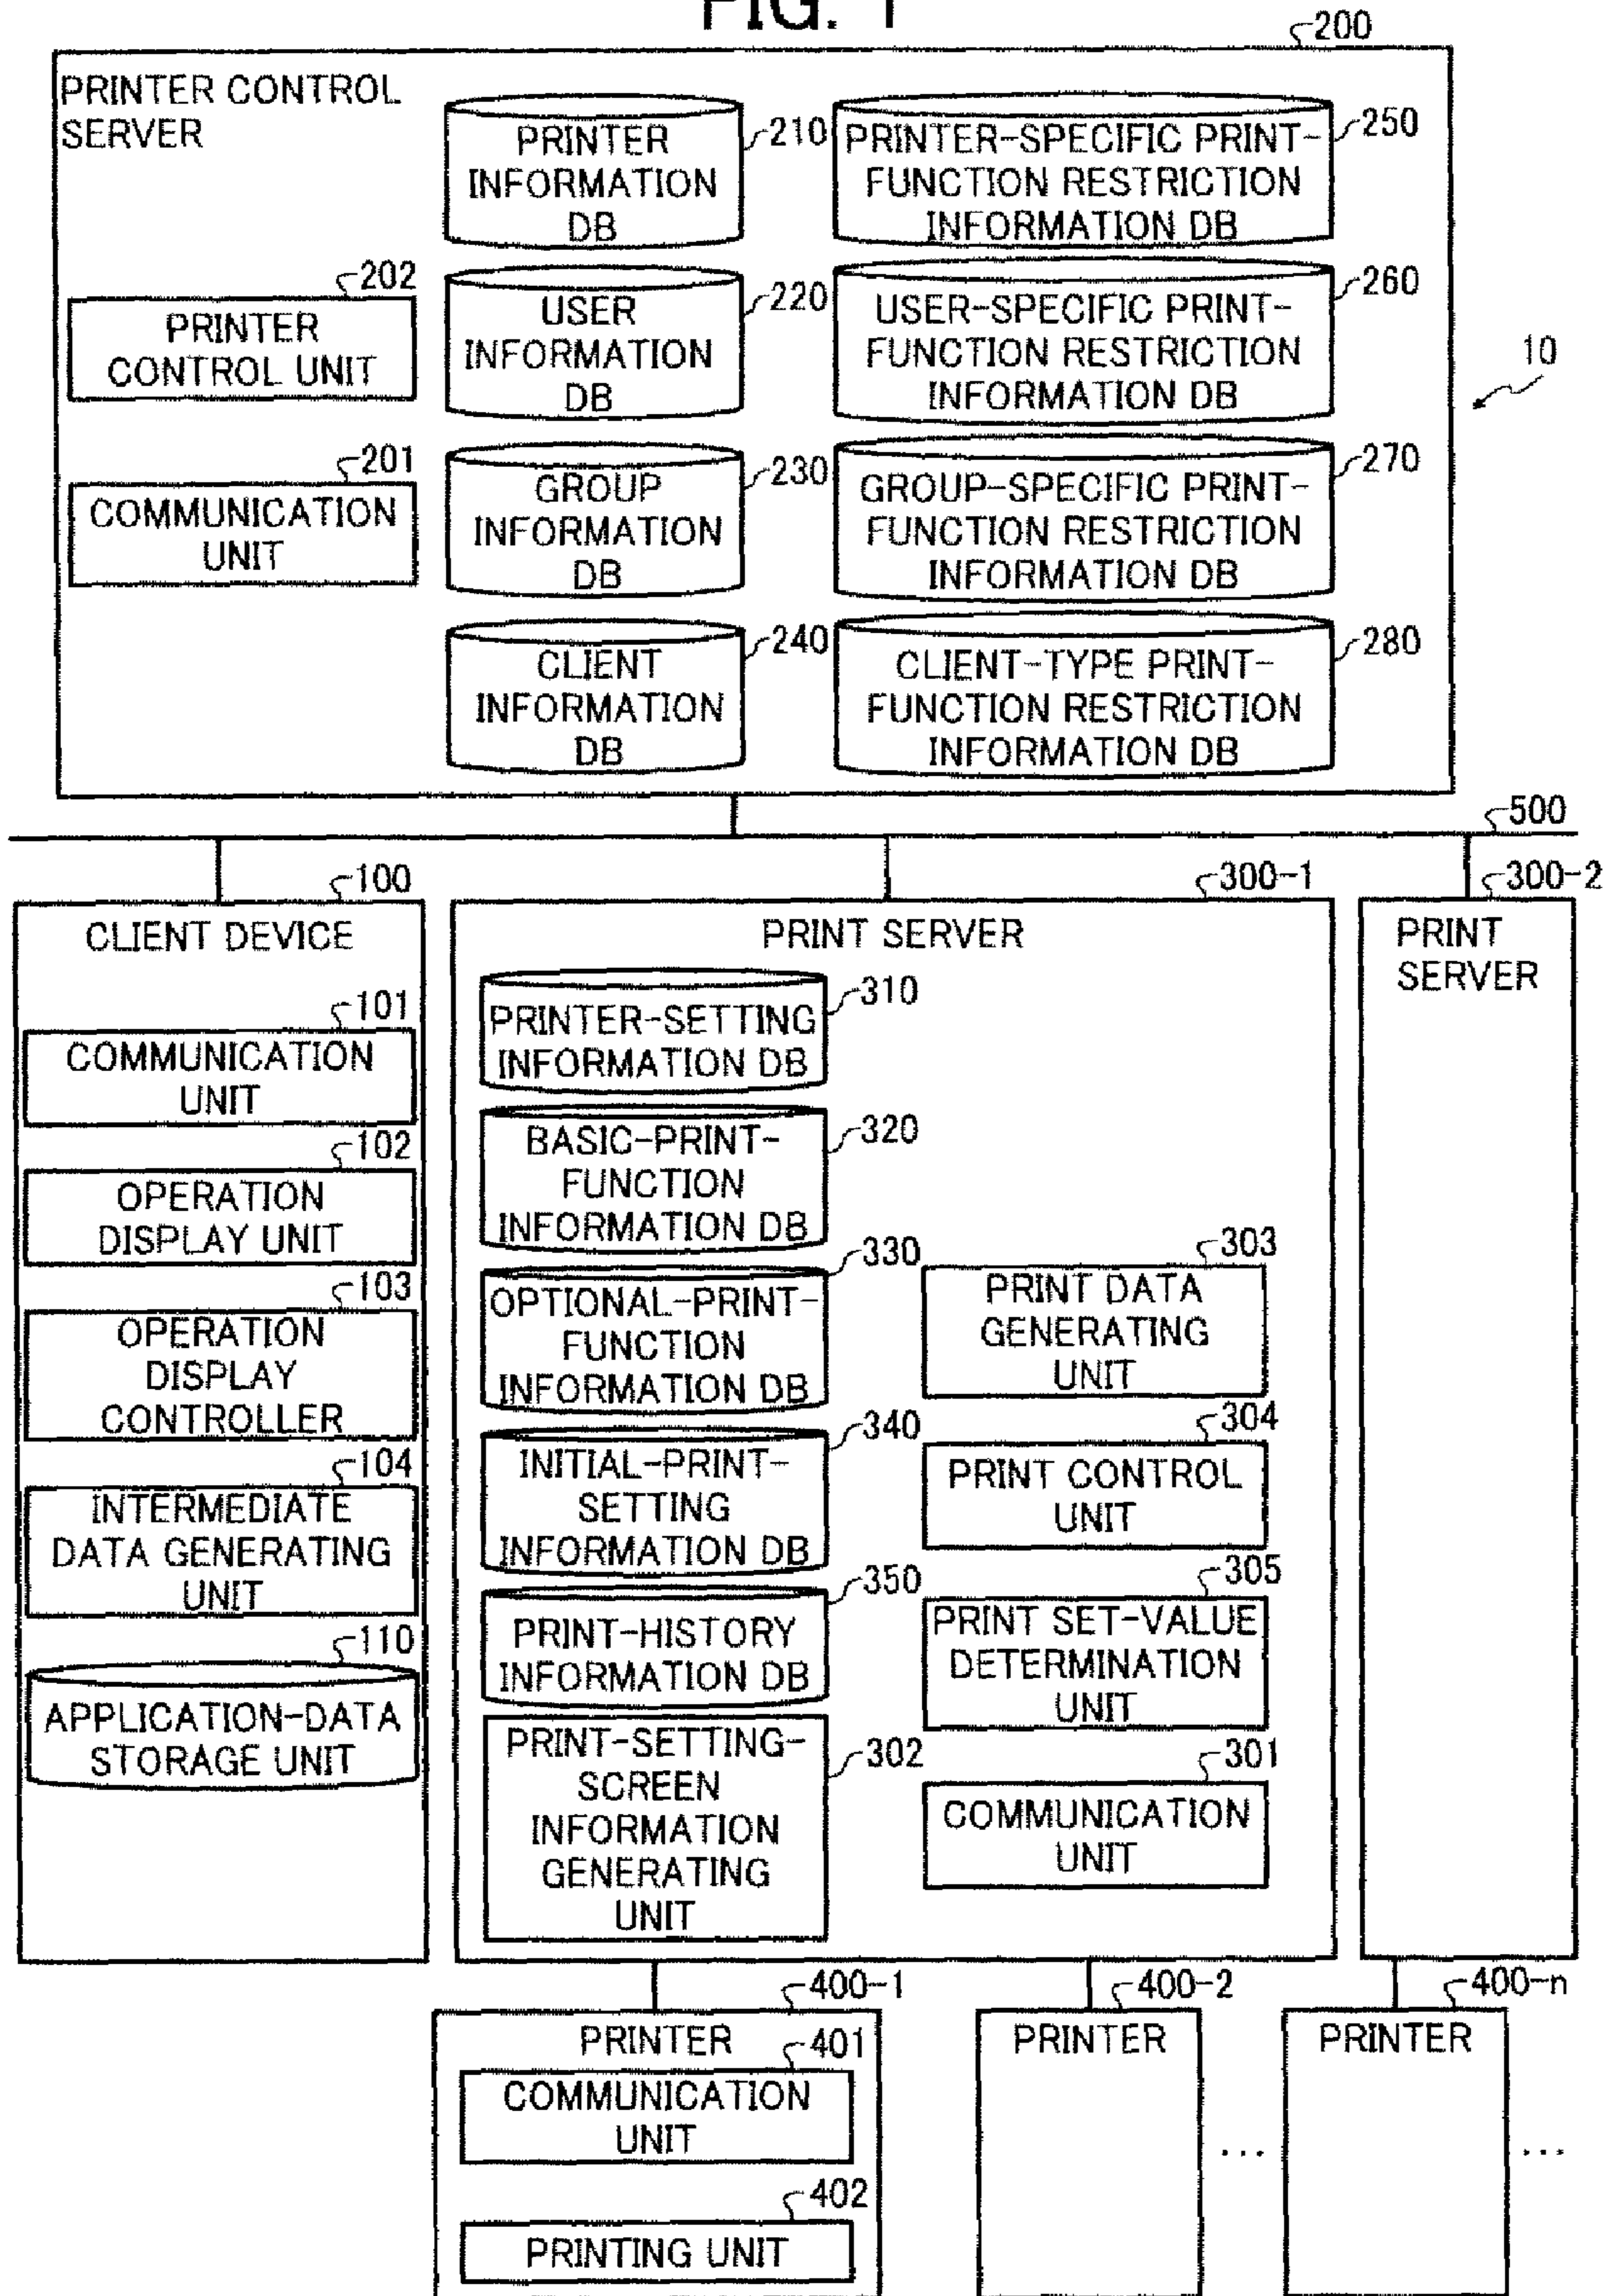 FIG. 1
200
PRINTER CONTROL
SERVER
PRINTER
INFORMATION
DB
210
PRINTER-SPECIFIC PRINT-
FUNCTION RESTRICTION
INFORMATION DB
250
202
PRINTER
CONTROL UNIT
USER
INFORMATION
DB
220
USER-SPECIFIC PRINT-
FUNCTION RESTRICTION
INFORMATION DB
260
10
201
COMMUNICATION
UNIT
GROUP
INFORMATION
DB
230
GROUP-SPECIFIC PRINT-
FUNCTION RESTRICTION
INFORMATION DB
270
CLIENT
INFORMATION
DB
240
CLIENT-TYPE PRINT-
FUNCTION RESTRICTION
INFORMATION DB
280
500
100
CLIENT DEVICE
101
COMMUNICATION
UNIT
102
OPERATION
DISPLAY UNIT
103
OPERATION
DISPLAY
CONTROLLER
104
INTERMEDIATE
DATA GENERATING
UNIT
110
APPLICATION-DATA
STORAGE UNIT
300-1
PRINT SERVER
310
PRINTER-SETTING
INFORMATION DB
320
BASIC-PRINT-
FUNCTION
INFORMATION DB
330
OPTIONAL-PRINT-
FUNCTION
INFORMATION DB
340
INITIAL-PRINT-
SETTING
INFORMATION DB
350
PRINT-HISTORY
INFORMATION DB
302
PRINT-SETTING-
SCREEN
INFORMATION
GENERATING
UNIT
303
PRINT DATA
GENERATING
UNIT
304
PRINT CONTROL
UNIT
305
PRINT SET-VALUE
DETERMINATION
UNIT
301
COMMUNICATION
UNIT
300-2
PRINT
SERVER
400-1
PRINTER
401
COMMUNICATION
UNIT
402
PRINTING UNIT
400-2
PRINTER
...
400-n
PRINTER
...